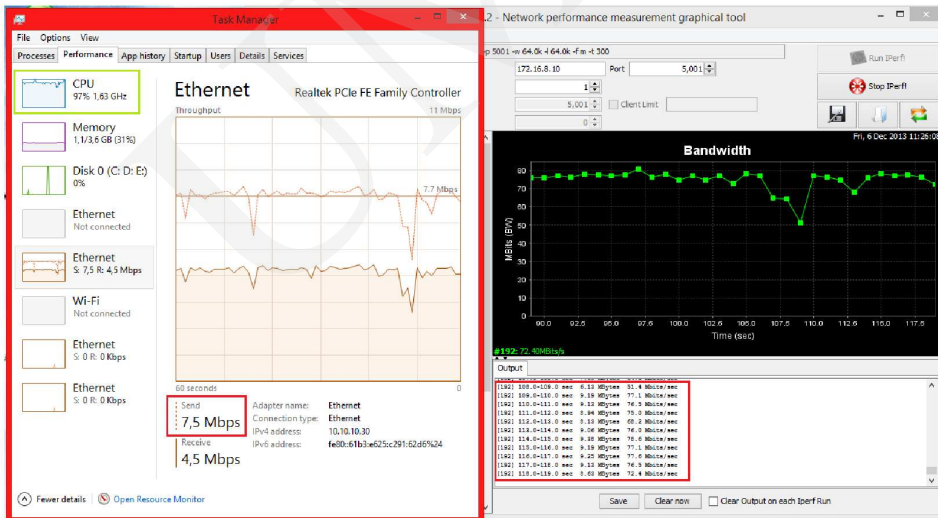 Task Manager
File Options View
Processes Performance App history Startup Users Details Services
CPU
97% 1,63 GHz
Memory
1,1/3,6 GB (31%)
Disk 0 (C: D: E:)
0%
Ethernet
Not connected
Ethernet
S: 7,5 R: 4,5 Mbps
Wi-Fi
Not connected
Ethernet
S: 0 R: 0 Kbps
Ethernet
S: 0 R: 0 Kbps
Ethernet
Realtek PCIe FE Family Controller
Throughput
11 Mbps
7.7 Mbps
60 seconds
0
Send
7,5 Mbps
Receive
4,5 Mbps
Adapter name: Ethernet
Connection type: Ethernet
IPv4 address: 10.10.10.30
IPv6 address: fe80::61b3:e625:c291:62d6%24
Fewer details
Open Resource Monitor
.2 - Network performance measurement graphical tool
5001 -w 64.0k -l 64.0k -f m -t 300
172.16.8.10
Port
5,001
1
5,001
Client Limit
0
Run IPerf!
Stop IPerf!
Fri, 6 Dec 2013 11:26:08
Bandwidth
MBits (BW)
80
70
60
50
40
30
20
10
0
90.0 92.5 95.0 97.5 100.0 102.5 105.0 107.5 110.0 112.5 115.0 117.5
Time (sec)
#192: 72.40MBits/s
Output
[192] 108.0-109.0 sec 6.13 MBytes 51.4 Mbits/sec
[192] 109.0-110.0 sec 9.19 MBytes 77.1 Mbits/sec
[192] 110.0-111.0 sec 9.13 MBytes 76.5 Mbits/sec
[192] 111.0-112.0 sec 8.94 MBytes 75.0 Mbits/sec
[192] 112.0-113.0 sec 8.13 MBytes 68.2 Mbits/sec
[192] 113.0-114.0 sec 9.06 MBytes 76.0 Mbits/sec
[192] 114.0-115.0 sec 9.38 MBytes 78.6 Mbits/sec
[192] 115.0-116.0 sec 9.19 MBytes 77.1 Mbits/sec
[192] 116.0-117.0 sec 9.25 MBytes 77.6 Mbits/sec
[192] 117.0-118.0 sec 9.13 MBytes 76.5 Mbits/sec
[192] 118.0-119.0 sec 8.63 MBytes 72.4 Mbits/sec
Save
Clear now
Clear Output on each Iperf Run